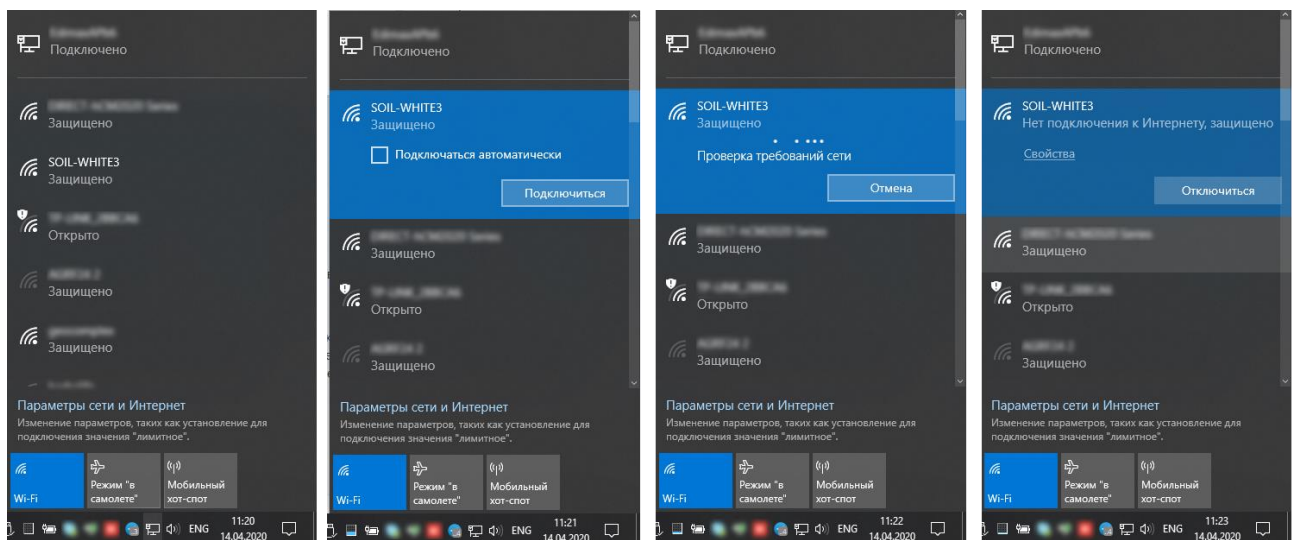 Подключено
Защищено
SOIL-WHITE3
Защищено
Открыто
Защищено
Защищено
Параметры сети и Интернет
Изменение параметров, таких как установление для
подключения значения "лимитное".
Wi-Fi
Режим "в
самолете"
Мобильный
хот-спот
ENG
11:20
14.04.2020
Подключено
SOIL-WHITE3
Защищено
Подключаться автоматически
Подключиться
Защищено
Открыто
Защищено
Параметры сети и Интернет
Изменение параметров, таких как установление для
подключения значения "лимитное".
Wi-Fi
Режим "в
самолете"
Мобильный
хот-спот
ENG
11:21
14.04.2020
Подключено
SOIL-WHITE3
Защищено
Проверка требований сети
Отмена
Защищено
Открыто
Защищено
Параметры сети и Интернет
Изменение параметров, таких как установление для
подключения значения "лимитное".
Wi-Fi
Режим "в
самолете"
Мобильный
хот-спот
ENG
11:22
14.04.2020
Подключено
SOIL-WHITE3
Нет подключения к Интернету, защищено
Свойства
Отключиться
Защищено
Открыто
Защищено
Параметры сети и Интернет
Изменение параметров, таких как установление для
подключения значения "лимитное".
Wi-Fi
Режим "в
самолете"
Мобильный
хот-спот
ENG
11:23
14.04.2020